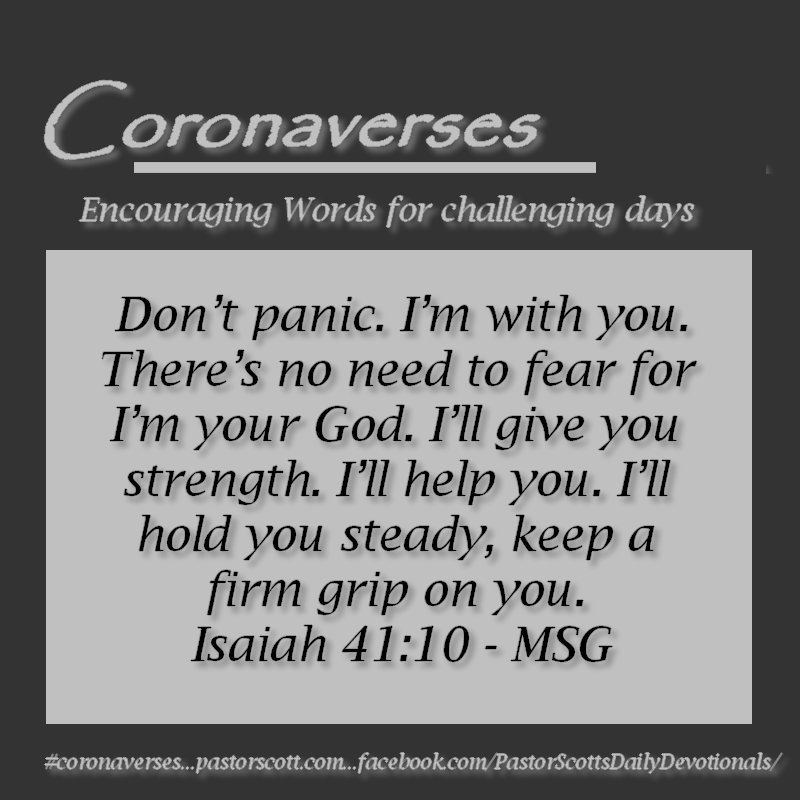 Coronaverses
Encouraging Words for challenging days
Don’t panic. I’m with you.
There’s no need to fear for
I’m your God. I’ll give you
strength. I’ll help you. I’ll
hold you steady, keep a
firm grip on you.
Isaiah 41:10 - MSG
#coronaverses...pastorscott.com...facebook.com/PastorScottsDailyDevotionals/